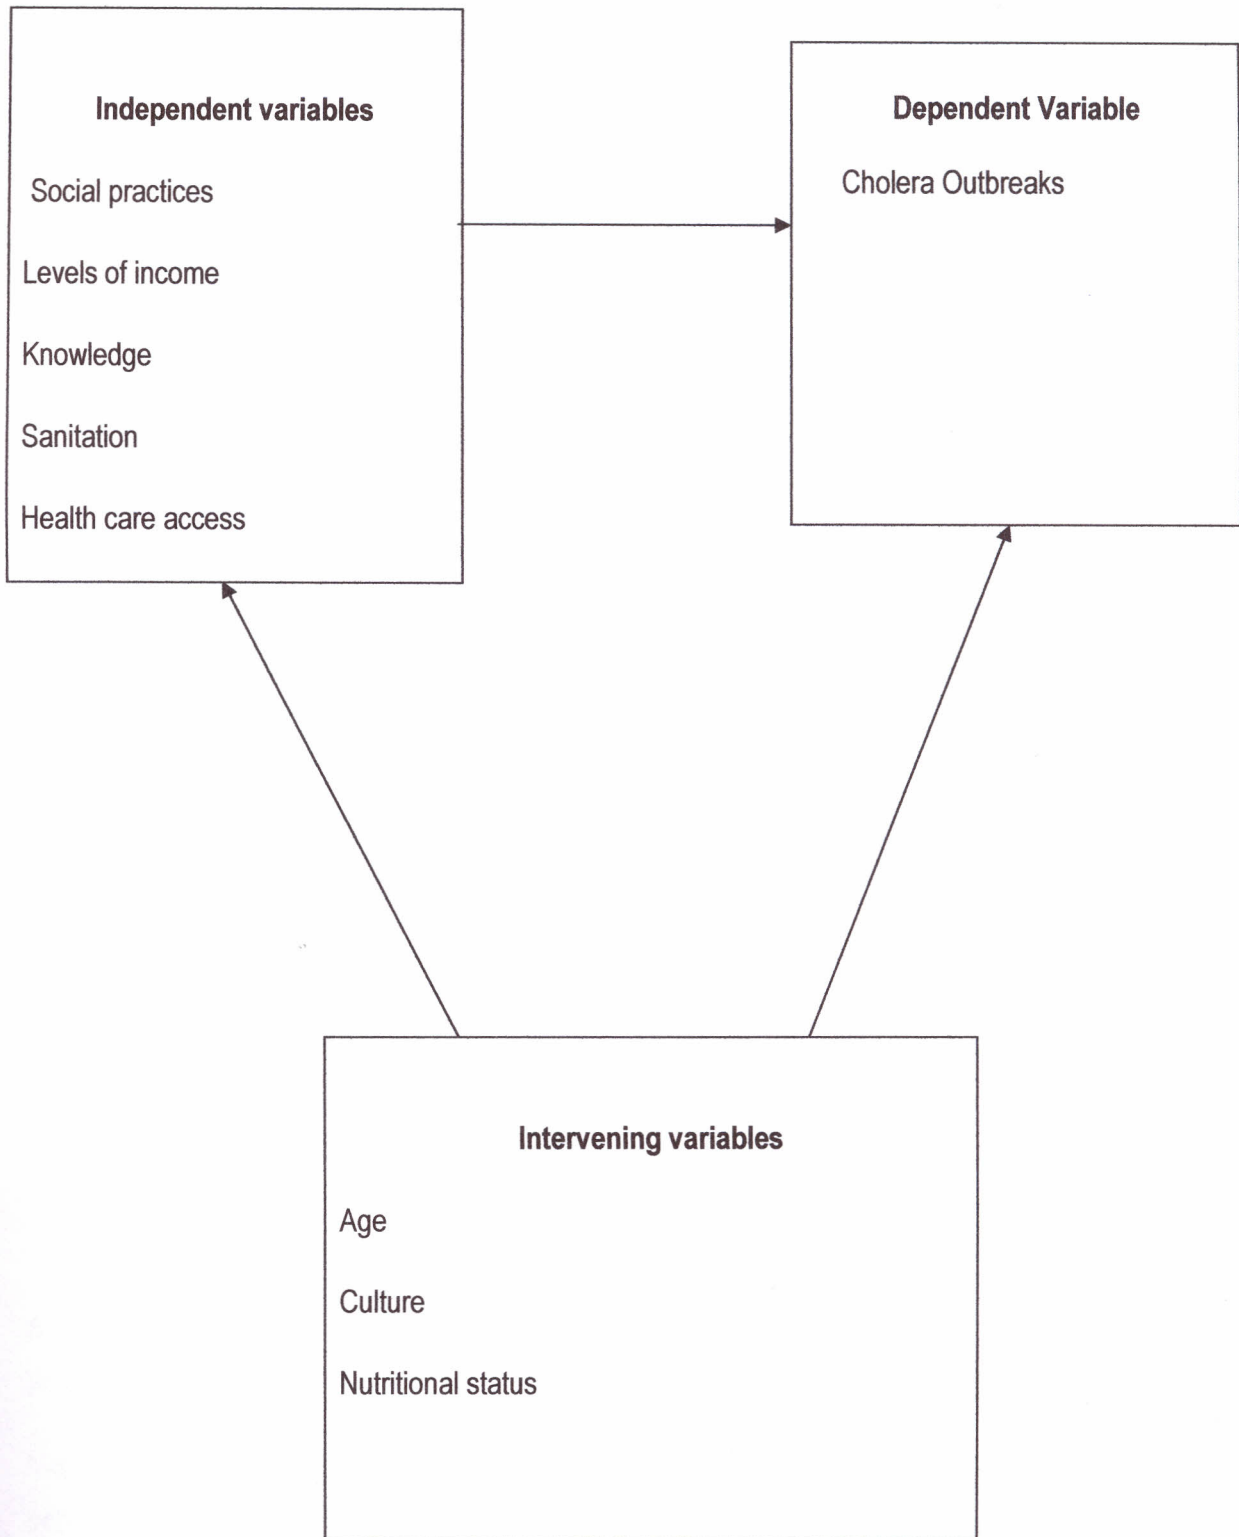 Independent variables
Social practices
Levels of income
Knowledge
Sanitation
Health care access
Dependent Variable
Cholera Outbreaks
Intervening variables
Age
Culture
Nutritional status